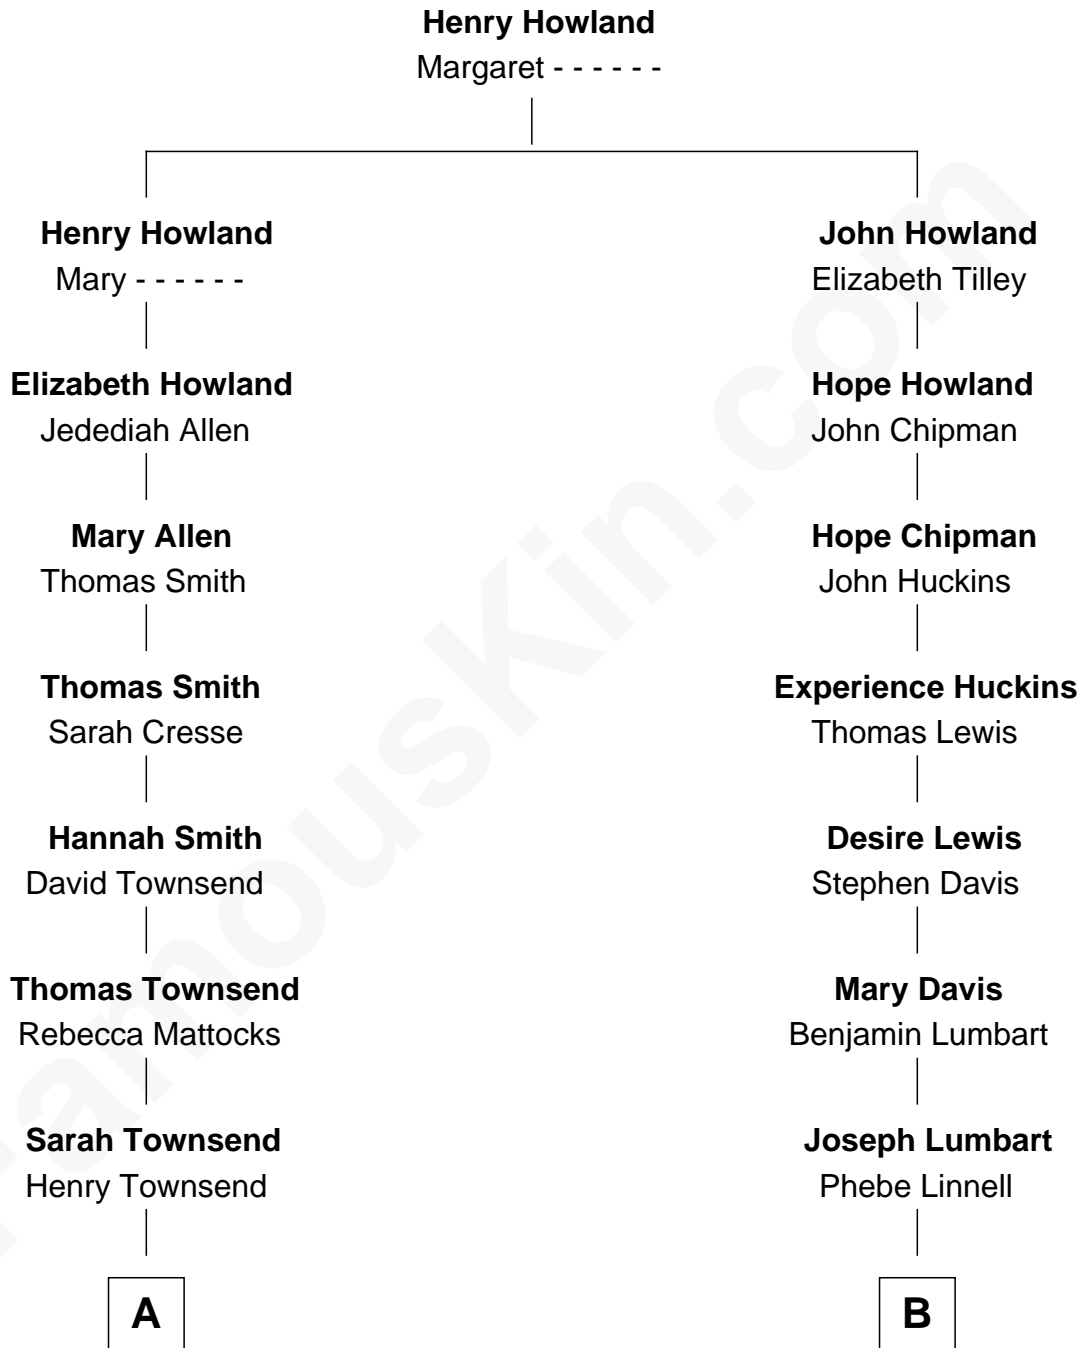 Henry Howland
Margaret - - - - - -
Henry Howland
Mary - - - - - -
John Howland
Elizabeth Tilley
Elizabeth Howland
Jedediah Allen
Hope Howland
John Chipman
Mary Allen
Thomas Smith
Hope Chipman
John Huckins
Thomas Smith
Sarah Cresse
Experience Huckins
Thomas Lewis
Hannah Smith
David Townsend
Desire Lewis
Stephen Davis
Thomas Townsend
Rebecca Mattocks
Mary Davis
Benjamin Lumbart
Sarah Townsend
Henry Townsend
Joseph Lumbart
Phebe Linnell
A
B
FamousKin.com